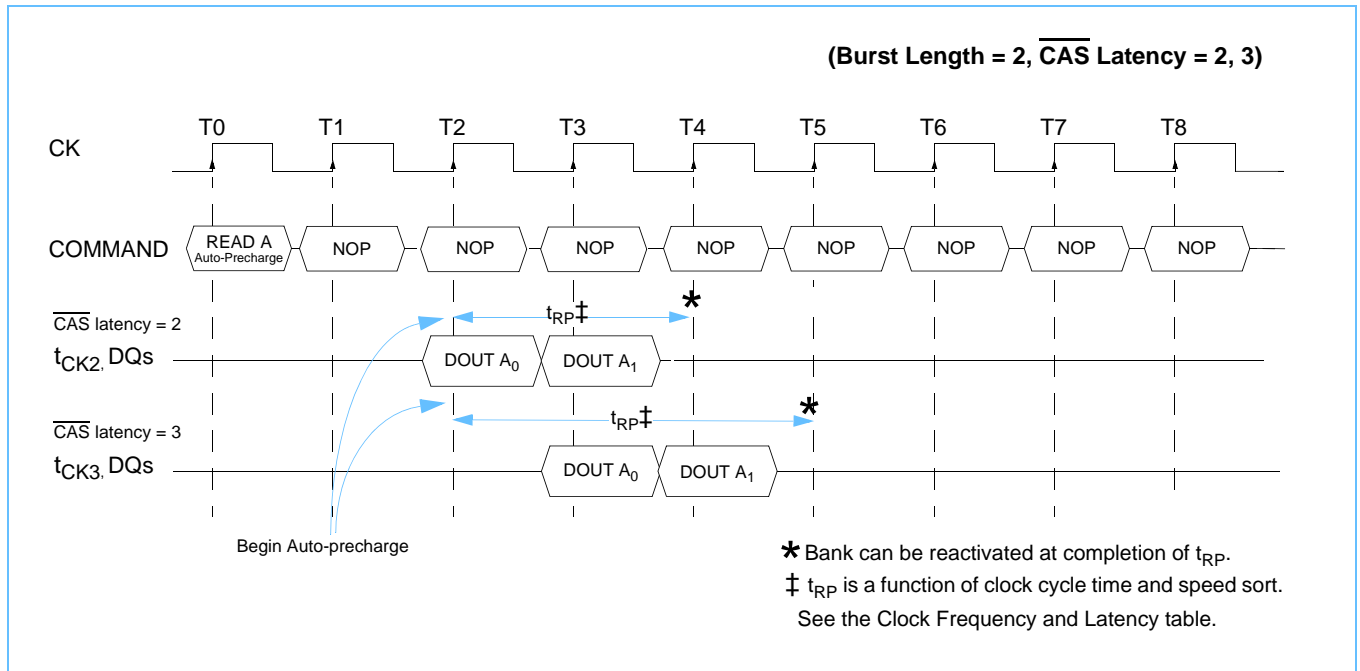 (Burst Length = 2, CAS Latency = 2, 3)
T0 T1 T2 T3 T4 T5 T6 T7 T8
CK
COMMAND
READ A
Auto-Precharge
NOP NOP NOP NOP NOP NOP NOP NOP
tRP‡ *
CAS latency = 2
tCK2, DQs
DOUT A0 DOUT A1
tRP‡ *
CAS latency = 3
tCK3, DQs
DOUT A0 DOUT A1
Begin Auto-precharge
* Bank can be reactivated at completion of tRP.
‡ tRP is a function of clock cycle time and speed sort.
See the Clock Frequency and Latency table.